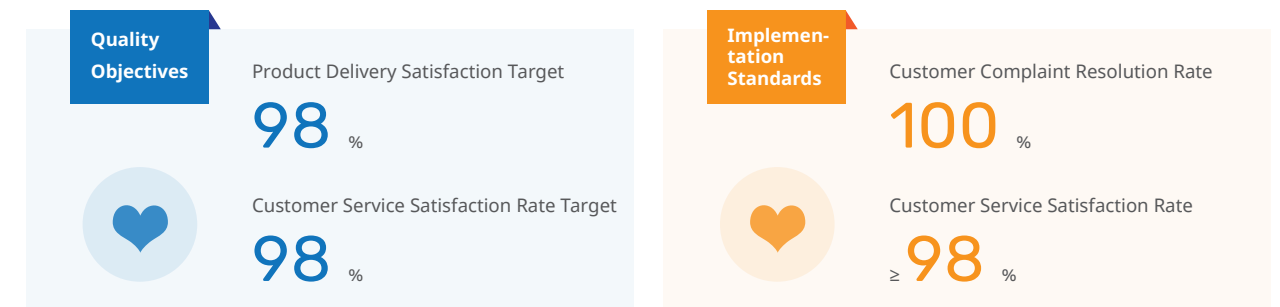 Quality
Objectives
Product Delivery Satisfaction Target
98 %
Customer Service Satisfaction Rate Target
98 %
Implemen-
tation
Standards
Customer Complaint Resolution Rate
100 %
Customer Service Satisfaction Rate
≥ 98 %